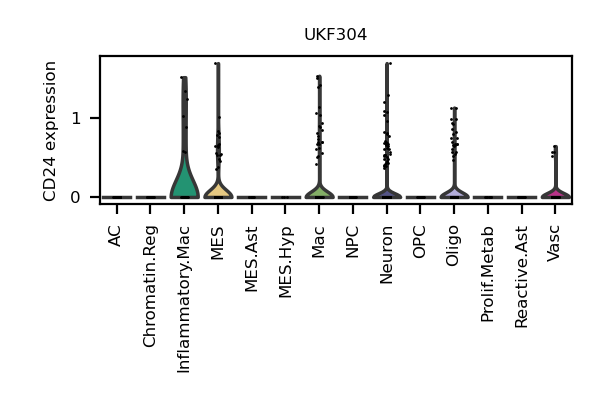 UKF304
CD24 expression
1
0
AC
Chromatin.Reg
Inflammatory.Mac
MES
MES.Ast
MES.Hyp
Mac
NPC
Neuron
OPC
Oligo
Prolif.Metab
Reactive.Ast
Vasc